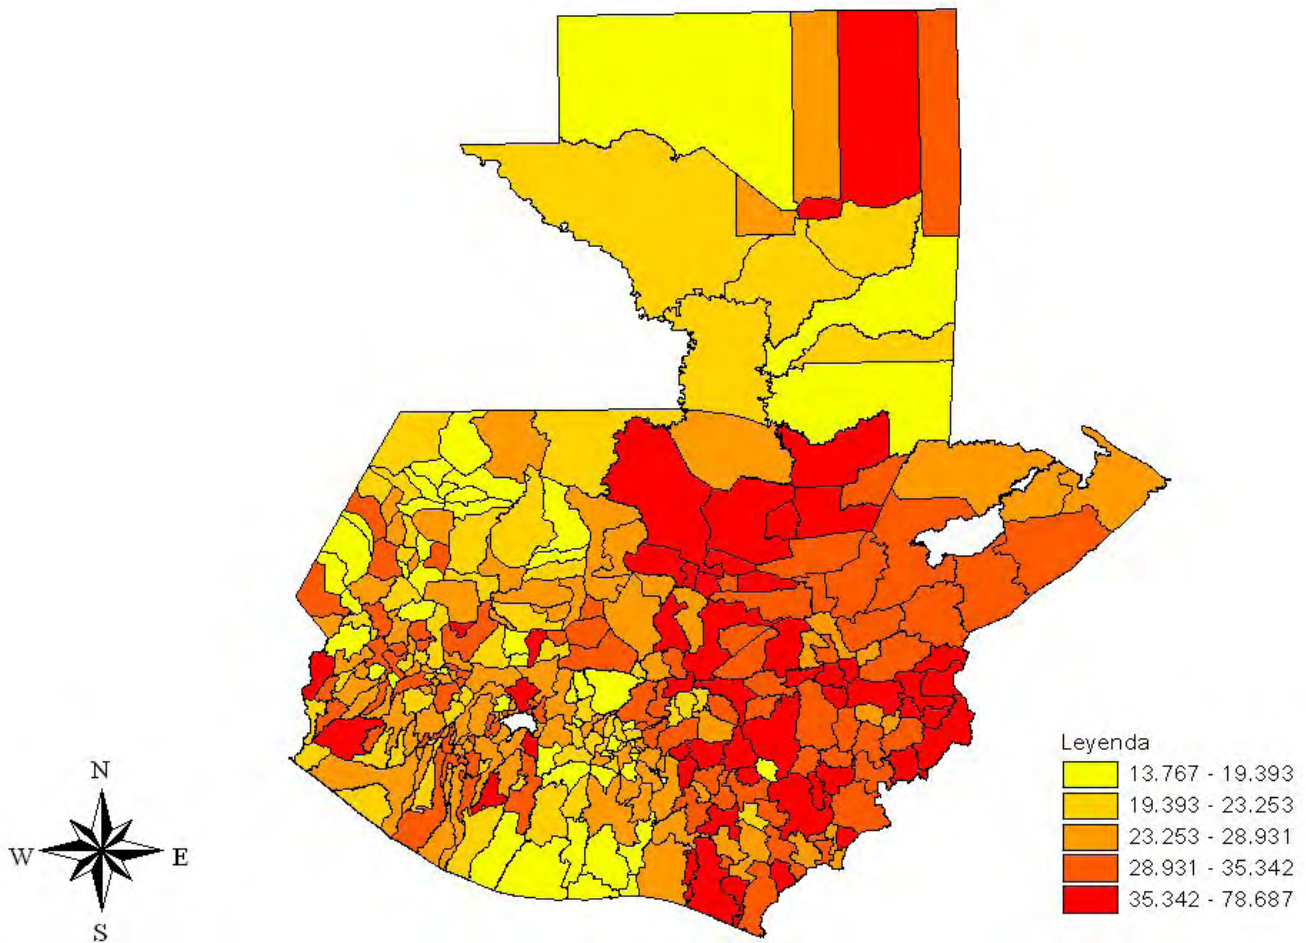 Leyenda
13.767 - 19.393
19.393 - 23.253
23.253 - 28.931
28.931 - 35.342
35.342 - 78.687
N
W E
S